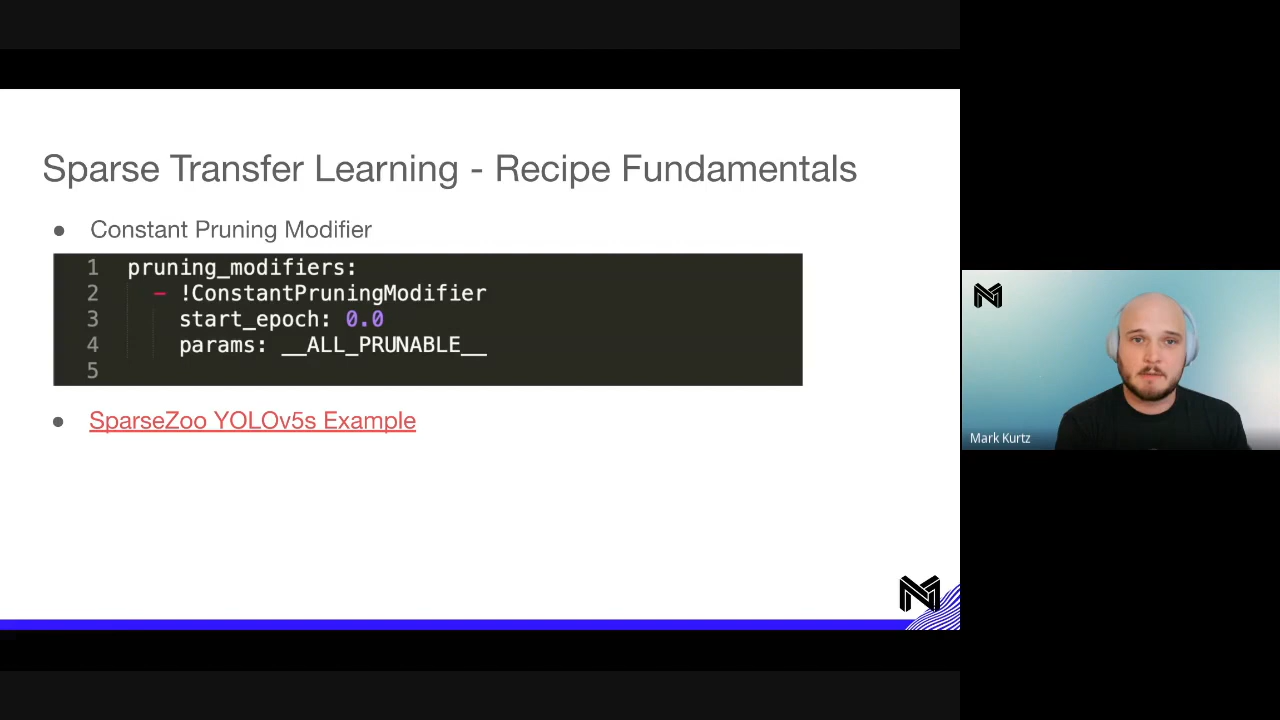 Sparse Transfer Learning - Recipe Fundamentals
● Constant Pruning Modifier
1 pruning_modifiers:
2 - !ConstantPruningModifier
3 start_epoch: 0.0
4 params: __ALL_PRUNABLE__
5
● SparseZoo YOLOv5s Example
Mark Kurtz